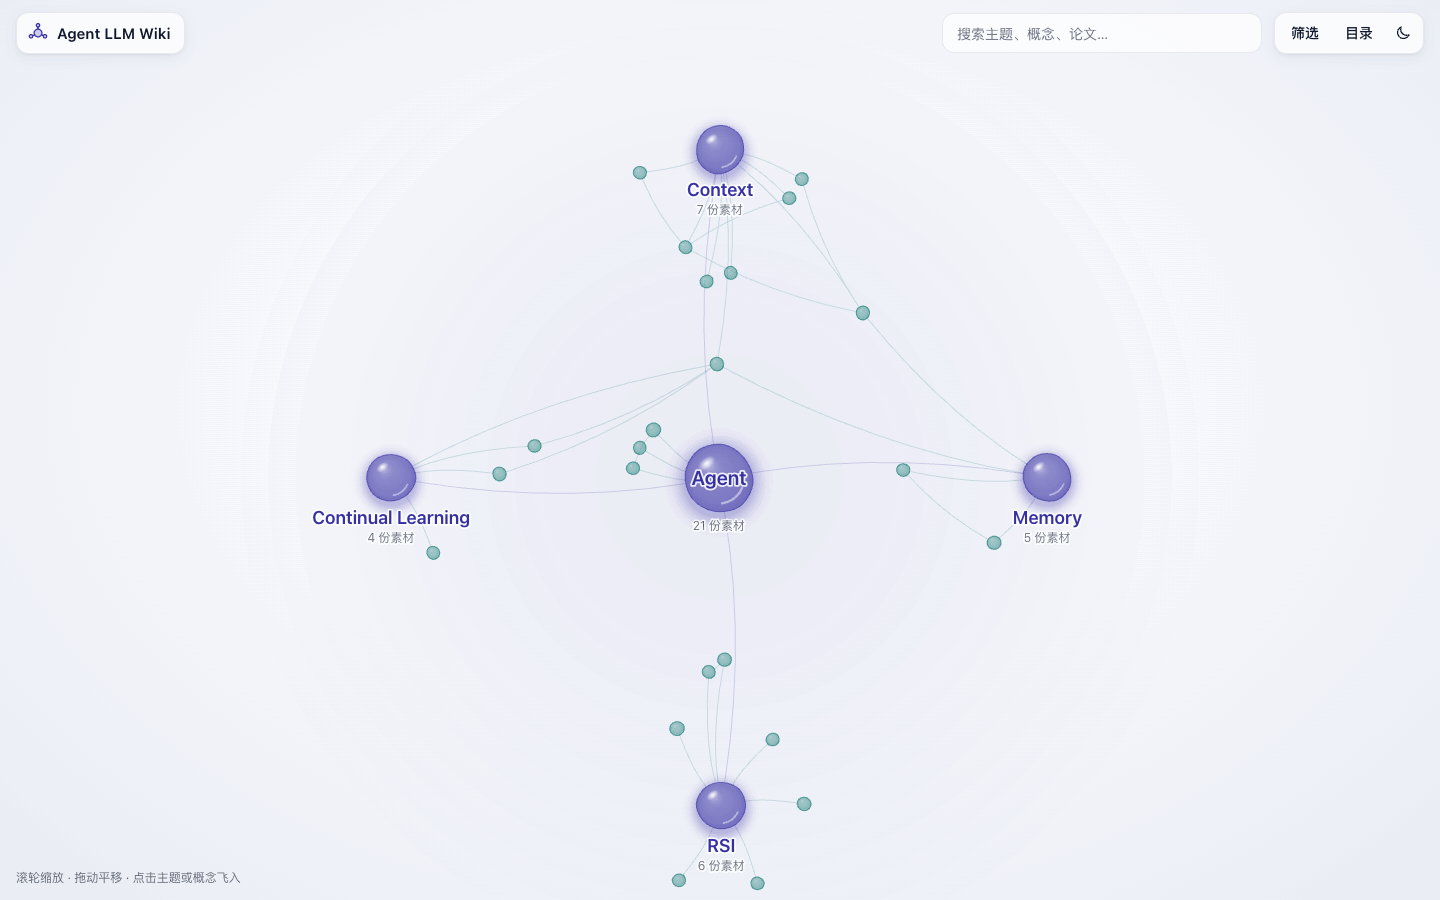 Agent LLM Wiki
搜索主题、概念、论文…
筛选
目录
Context
7 份素材
Agent
21 份素材
Continual Learning
4 份素材
Memory
5 份素材
RSI
6 份素材
滚轮缩放 · 拖动平移 · 点击主题或概念飞入